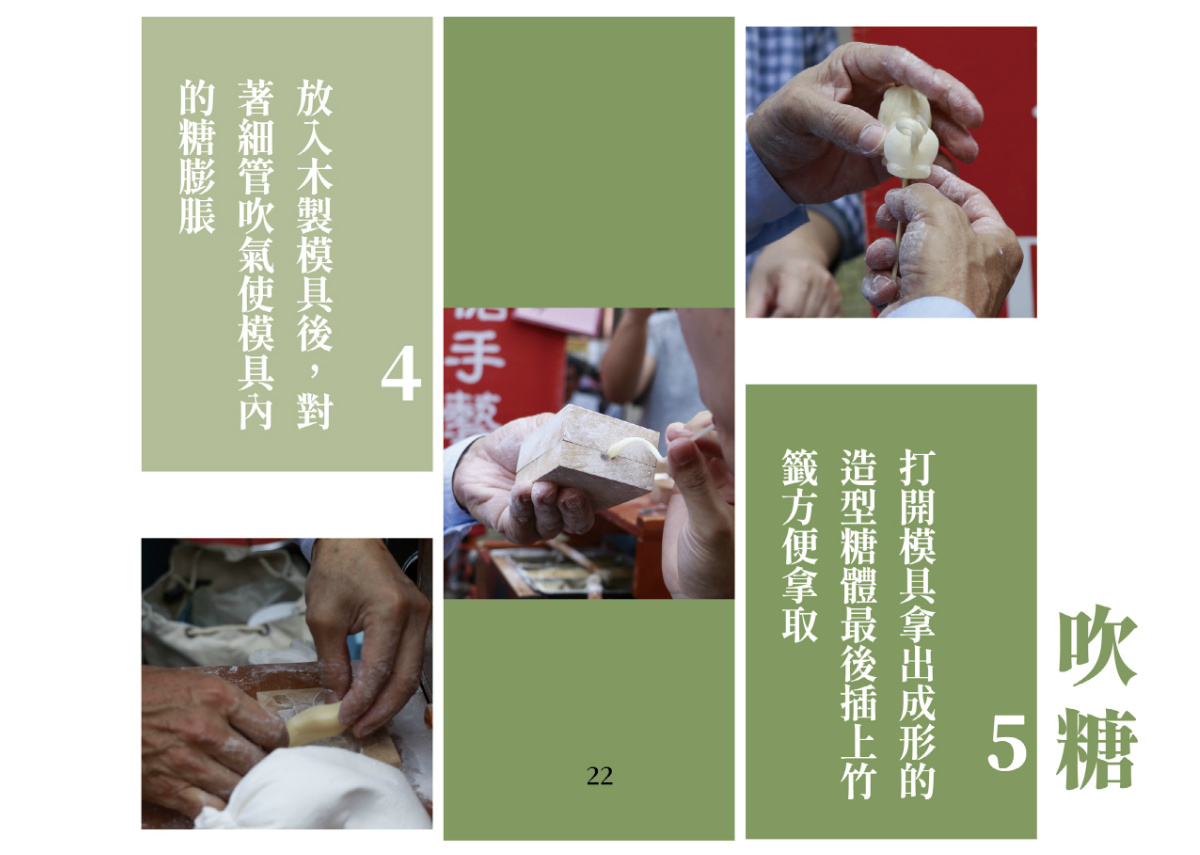 吹糖
4
放入木製模具後，對
著細管吹氣使模具內
的糖膨脹
5
打開模具拿出成形的
造型糖體最後插上竹
籤方便拿取
手藝
22